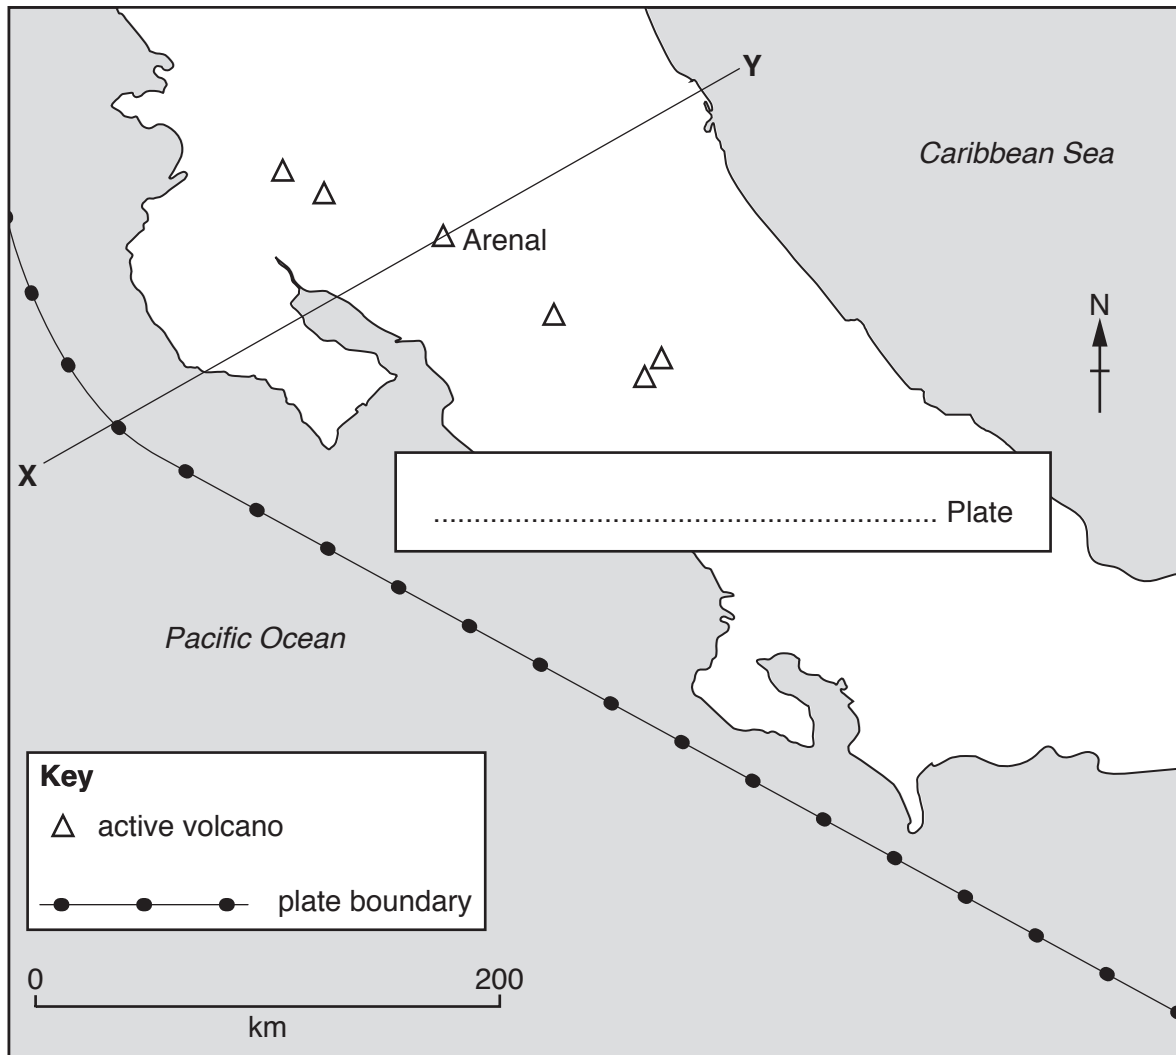 Y
Caribbean Sea
Arenal
N
X
.............................................................. Plate
Pacific Ocean
Key
active volcano
plate boundary
0 200
km